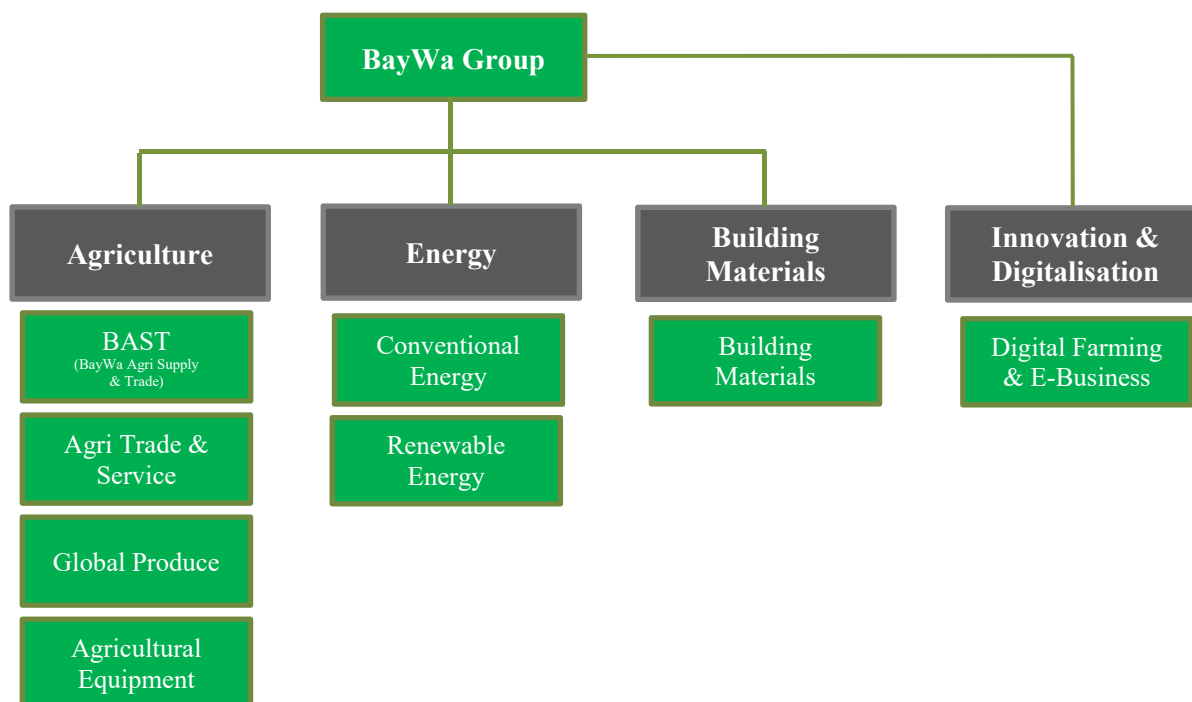 BayWa Group
Agriculture
Energy
Building
Materials
Innovation &
Digitalisation
BAST
(BayWa Agri Supply
& Trade)
Agri Trade &
Service
Global Produce
Agricultural
Equipment
Conventional
Energy
Renewable
Energy
Building
Materials
Digital Farming
& E-Business